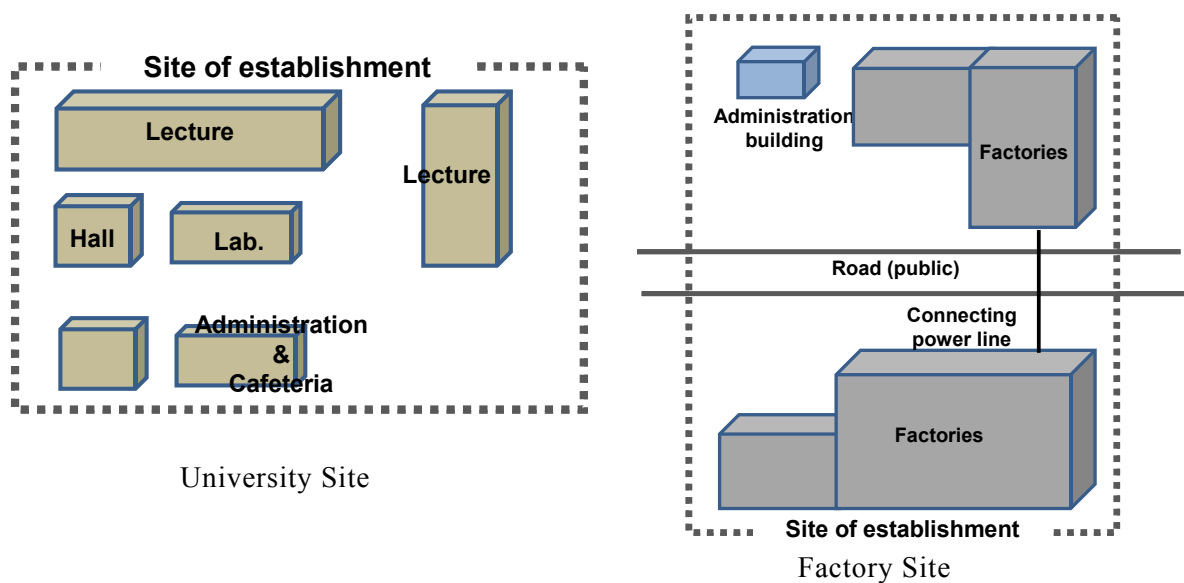 Site of establishment
Lecture
Lecture
Hall
Lab.
Administration
&
Cafeteria
University Site
Administration
building
Factories
Road (public)
Connecting
power line
Factories
Site of establishment
Factory Site